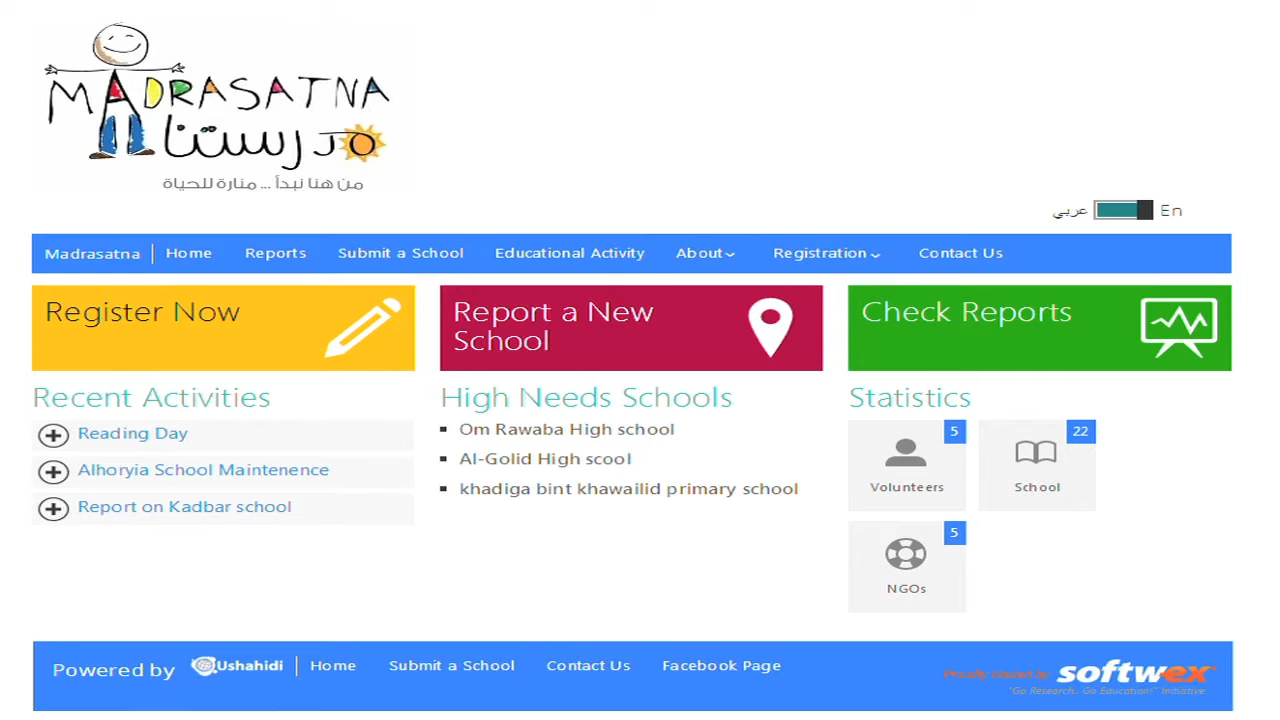 MADRASATNA
مدرستنا
من هنا نبدأ ... منارة للحياة
عربي En
Madrasatna Home Reports Submit a School Educational Activity About Registration Contact Us
Register Now
Report a New
School
Check Reports
Recent Activities
Reading Day
Alhoryia School Maintenence
Report on Kadbar school
High Needs Schools
Om Rawaba High school
Al-Golid High scool
khadiga bint khawailid primary school
Statistics
5
Volunteers
22
School
5
NGOs
Powered by Ushahidi Home Submit a School Contact Us Facebook Page
Proudly hosted by softwex
"Go Research.. Go Education!" Initiative.